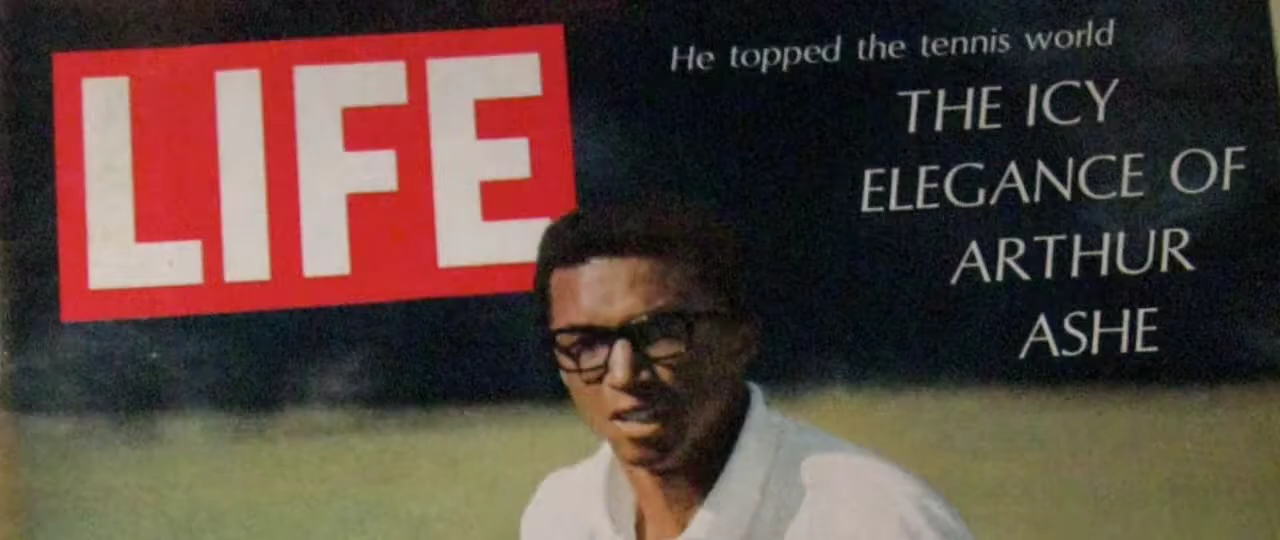 LIFE
He topped the tennis world
THE ICY
ELEGANCE OF
ARTHUR
ASHE